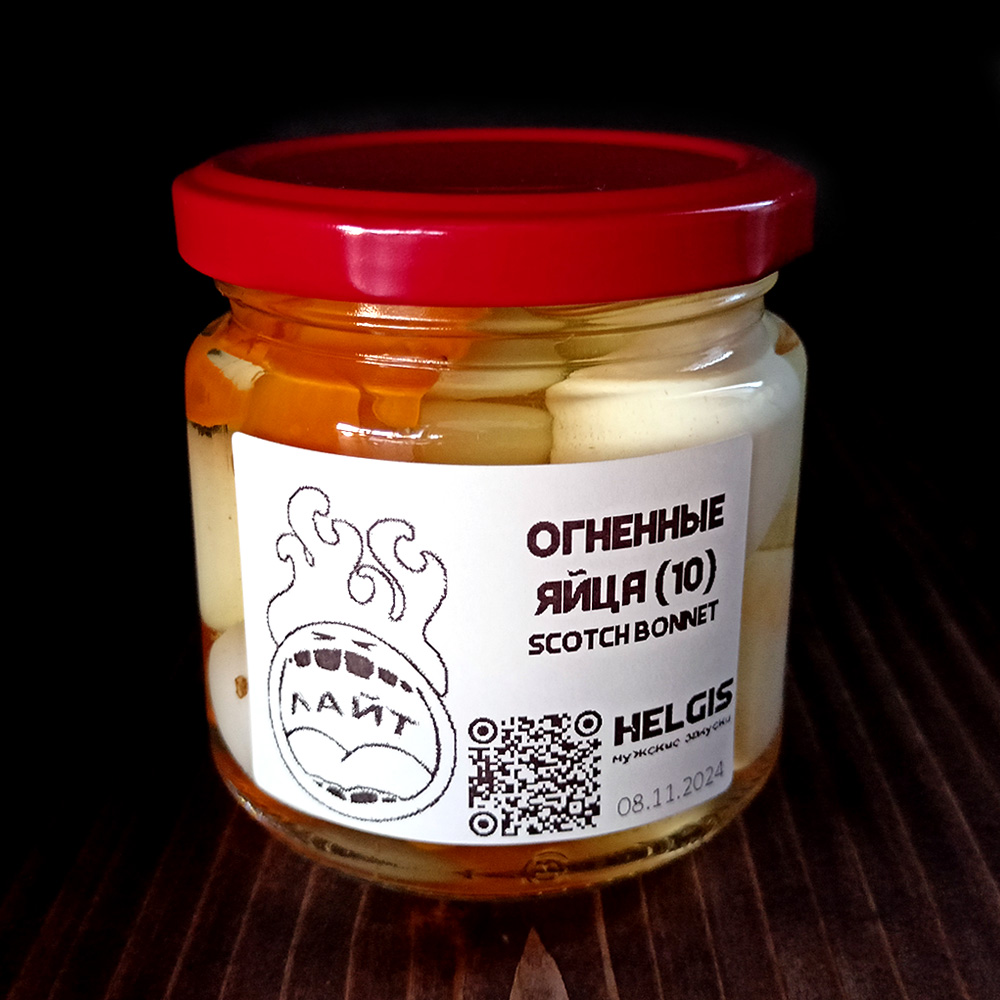 ОГНЕННЫЕ
ЯЙЦА (10)
SCOTCH BONNET
ЛАЙТ
HELGIS
мужские закуски
08.11.2024